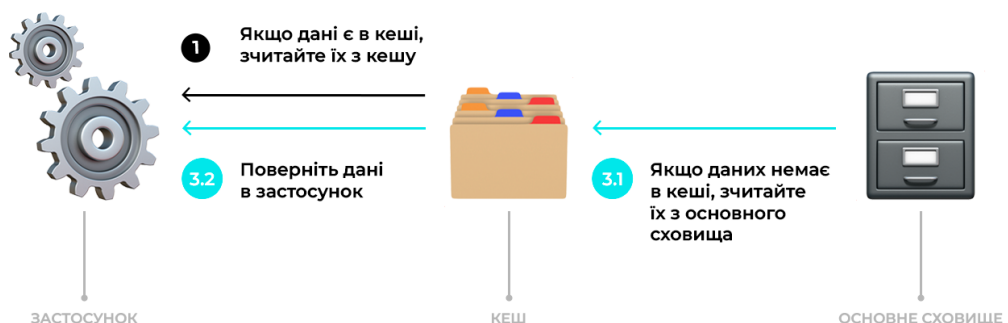 1
Якщо дані є в кеші,
зчитайте їх з кешу
3.2
Поверніть дані
в застосунок
3.1
Якщо даних немає
в кеші, зчитайте
їх з основного
сховища
ЗАСТОСУНОК
КЕШ
ОСНОВНЕ СХОВИЩЕ